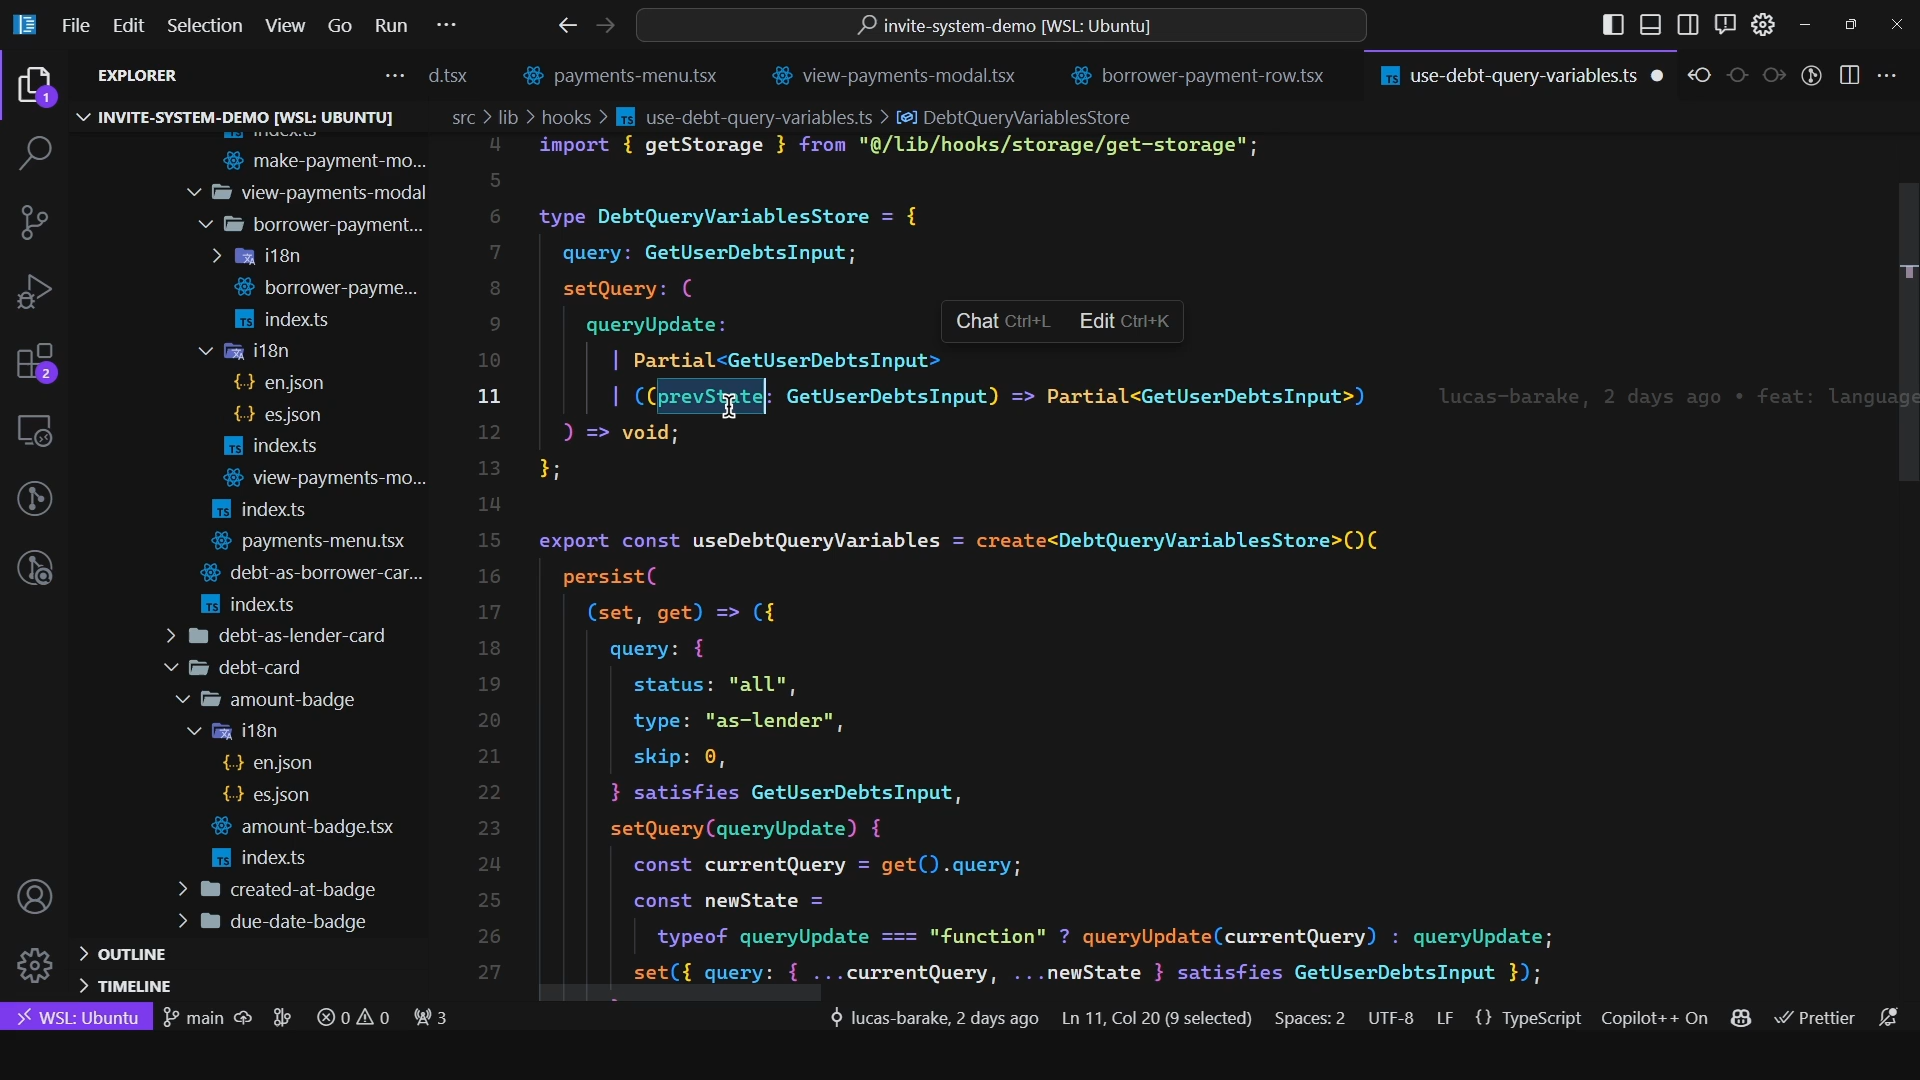 File Edit Selection View Go Run ···
invite-system-demo [WSL: Ubuntu]
EXPLORER
d.tsx
payments-menu.tsx
view-payments-modal.tsx
borrower-payment-row.tsx
use-debt-query-variables.ts
INVITE-SYSTEM-DEMO [WSL: UBUNTU]
src > lib > hooks > use-debt-query-variables.ts > DebtQueryVariablesStore
1
2
index.ts
make-payment-mo...
view-payments-modal
borrower-payment...
i18n
borrower-payme...
index.ts
i18n
en.json
es.json
index.ts
view-payments-mo...
index.ts
payments-menu.tsx
debt-as-borrower-car...
index.ts
debt-as-lender-card
debt-card
amount-badge
i18n
en.json
es.json
amount-badge.tsx
index.ts
created-at-badge
due-date-badge
OUTLINE
TIMELINE
4 import { getStorage } from "@/lib/hooks/storage/get-storage";
5
6 type DebtQueryVariablesStore = {
7 query: GetUserDebtsInput;
8 setQuery: (
9 queryUpdate:
Chat Ctrl+L Edit Ctrl+K
10 | Partial<GetUserDebtsInput>
11 | ((prevState: GetUserDebtsInput) => Partial<GetUserDebtsInput>) lucas-barake, 2 days ago • feat: language
12 ) => void;
13 };
14
15 export const useDebtQueryVariables = create<DebtQueryVariablesStore>()(
16 persist(
17 (set, get) => ({
18 query: {
19 status: "all",
20 type: "as-lender",
21 skip: 0,
22 } satisfies GetUserDebtsInput,
23 setQuery(queryUpdate) {
24 const currentQuery = get().query;
25 const newState =
26 typeof queryUpdate === "function" ? queryUpdate(currentQuery) : queryUpdate;
27 set({ query: { ...currentQuery, ...newState } satisfies GetUserDebtsInput });
WSL: Ubuntu main 0 0 3 lucas-barake, 2 days ago Ln 11, Col 20 (9 selected) Spaces: 2 UTF-8 LF {} TypeScript Copilot++ On Prettier